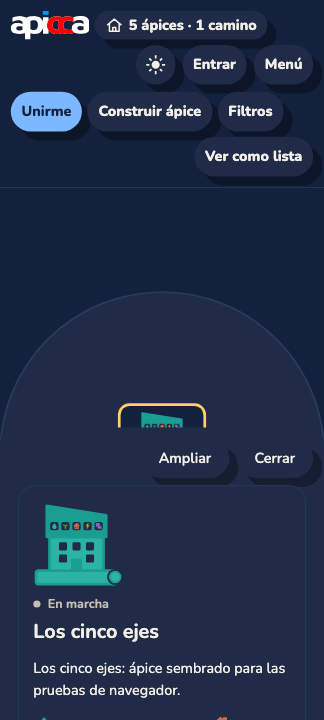 apicca
5 ápices · 1 camino
Entrar
Menú
Unirme
Construir ápice
Filtros
Ver como lista
Ampliar
Cerrar
En marcha
Los cinco ejes
Los cinco ejes: ápice sembrado para las
pruebas de navegador.